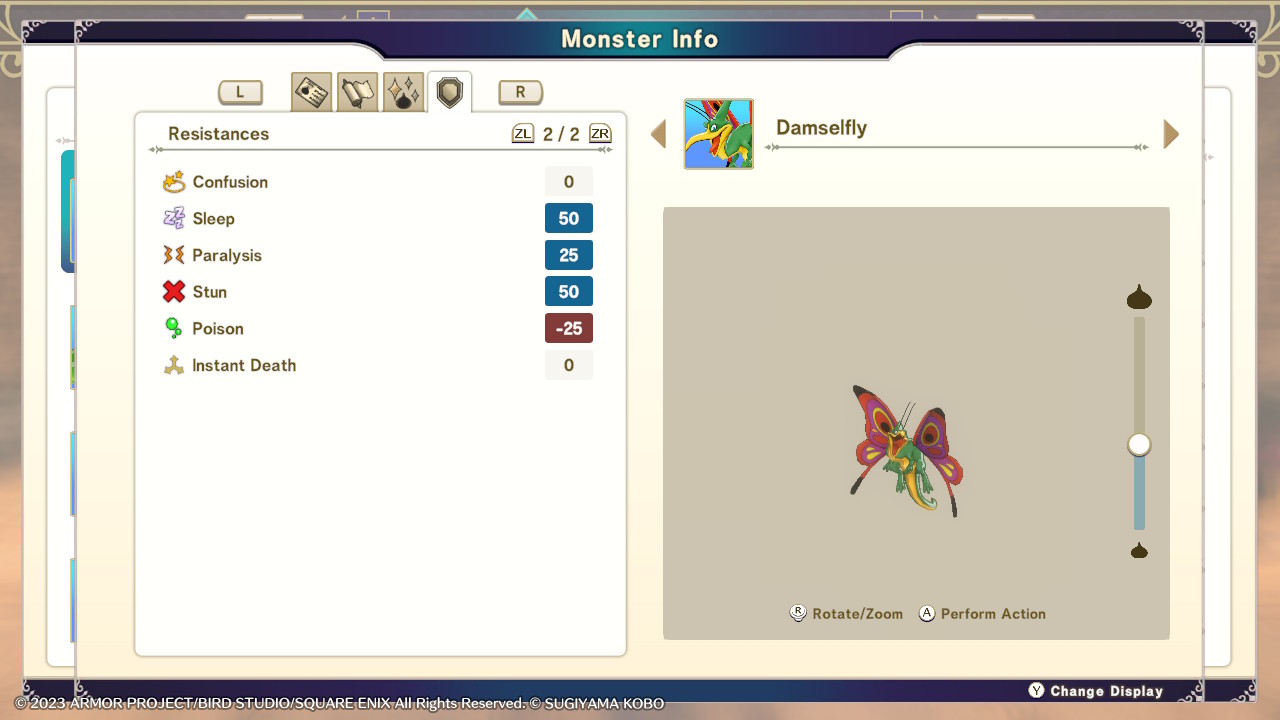 Monster Info
L
R
Resistances ZL 2 / 2 ZR
Confusion 0
Sleep 50
Paralysis 25
Stun 50
Poison -25
Instant Death 0
Damselfly
R Rotate/Zoom A Perform Action
Y Change Display
© 2023 ARMOR PROJECT/BIRD STUDIO/SQUARE ENIX All Rights Reserved. © SUGIYAMA KOBO